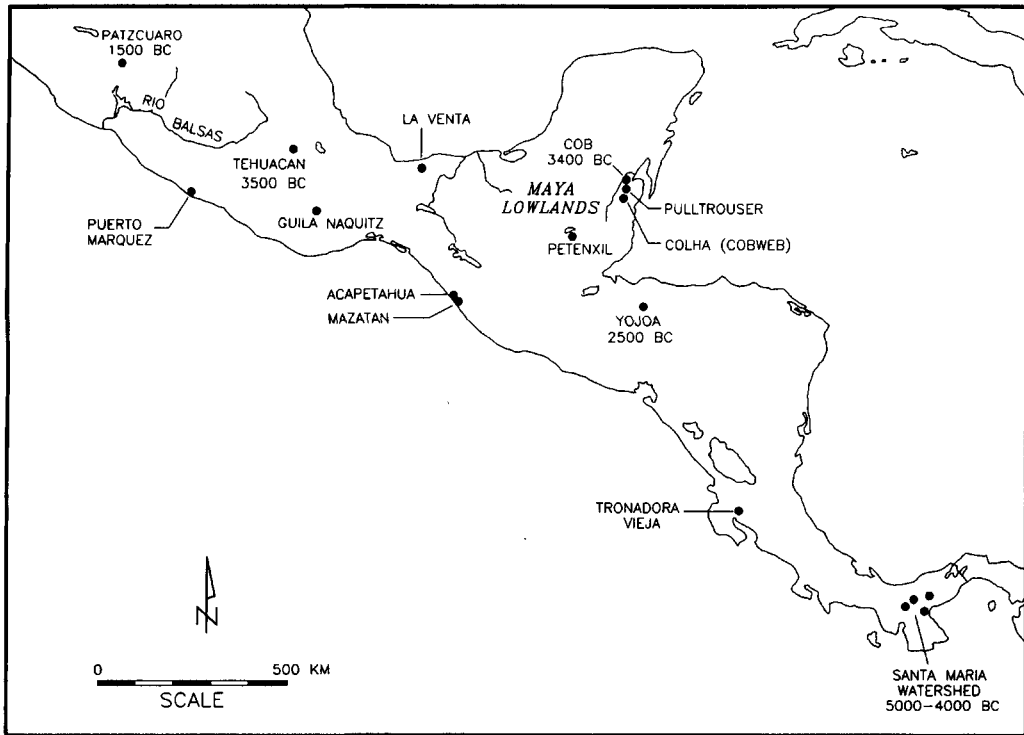 PATZCUARO
1500 BC
RIO
BALSAS
LA VENTA
COB
3400 BC
TEHUACAN
3500 BC
MAYA
LOWLANDS
PULLTROUSER
PUERTO
MARQUEZ
GUILA NAQUITZ
PETENXIL
COLHA (COBWEB)
ACAPETAHUA
MAZATAN
YOJOA
2500 BC
TRONADORA
VIEJA
N
0 500 KM
SCALE
SANTA MARIA
WATERSHED
5000-4000 BC